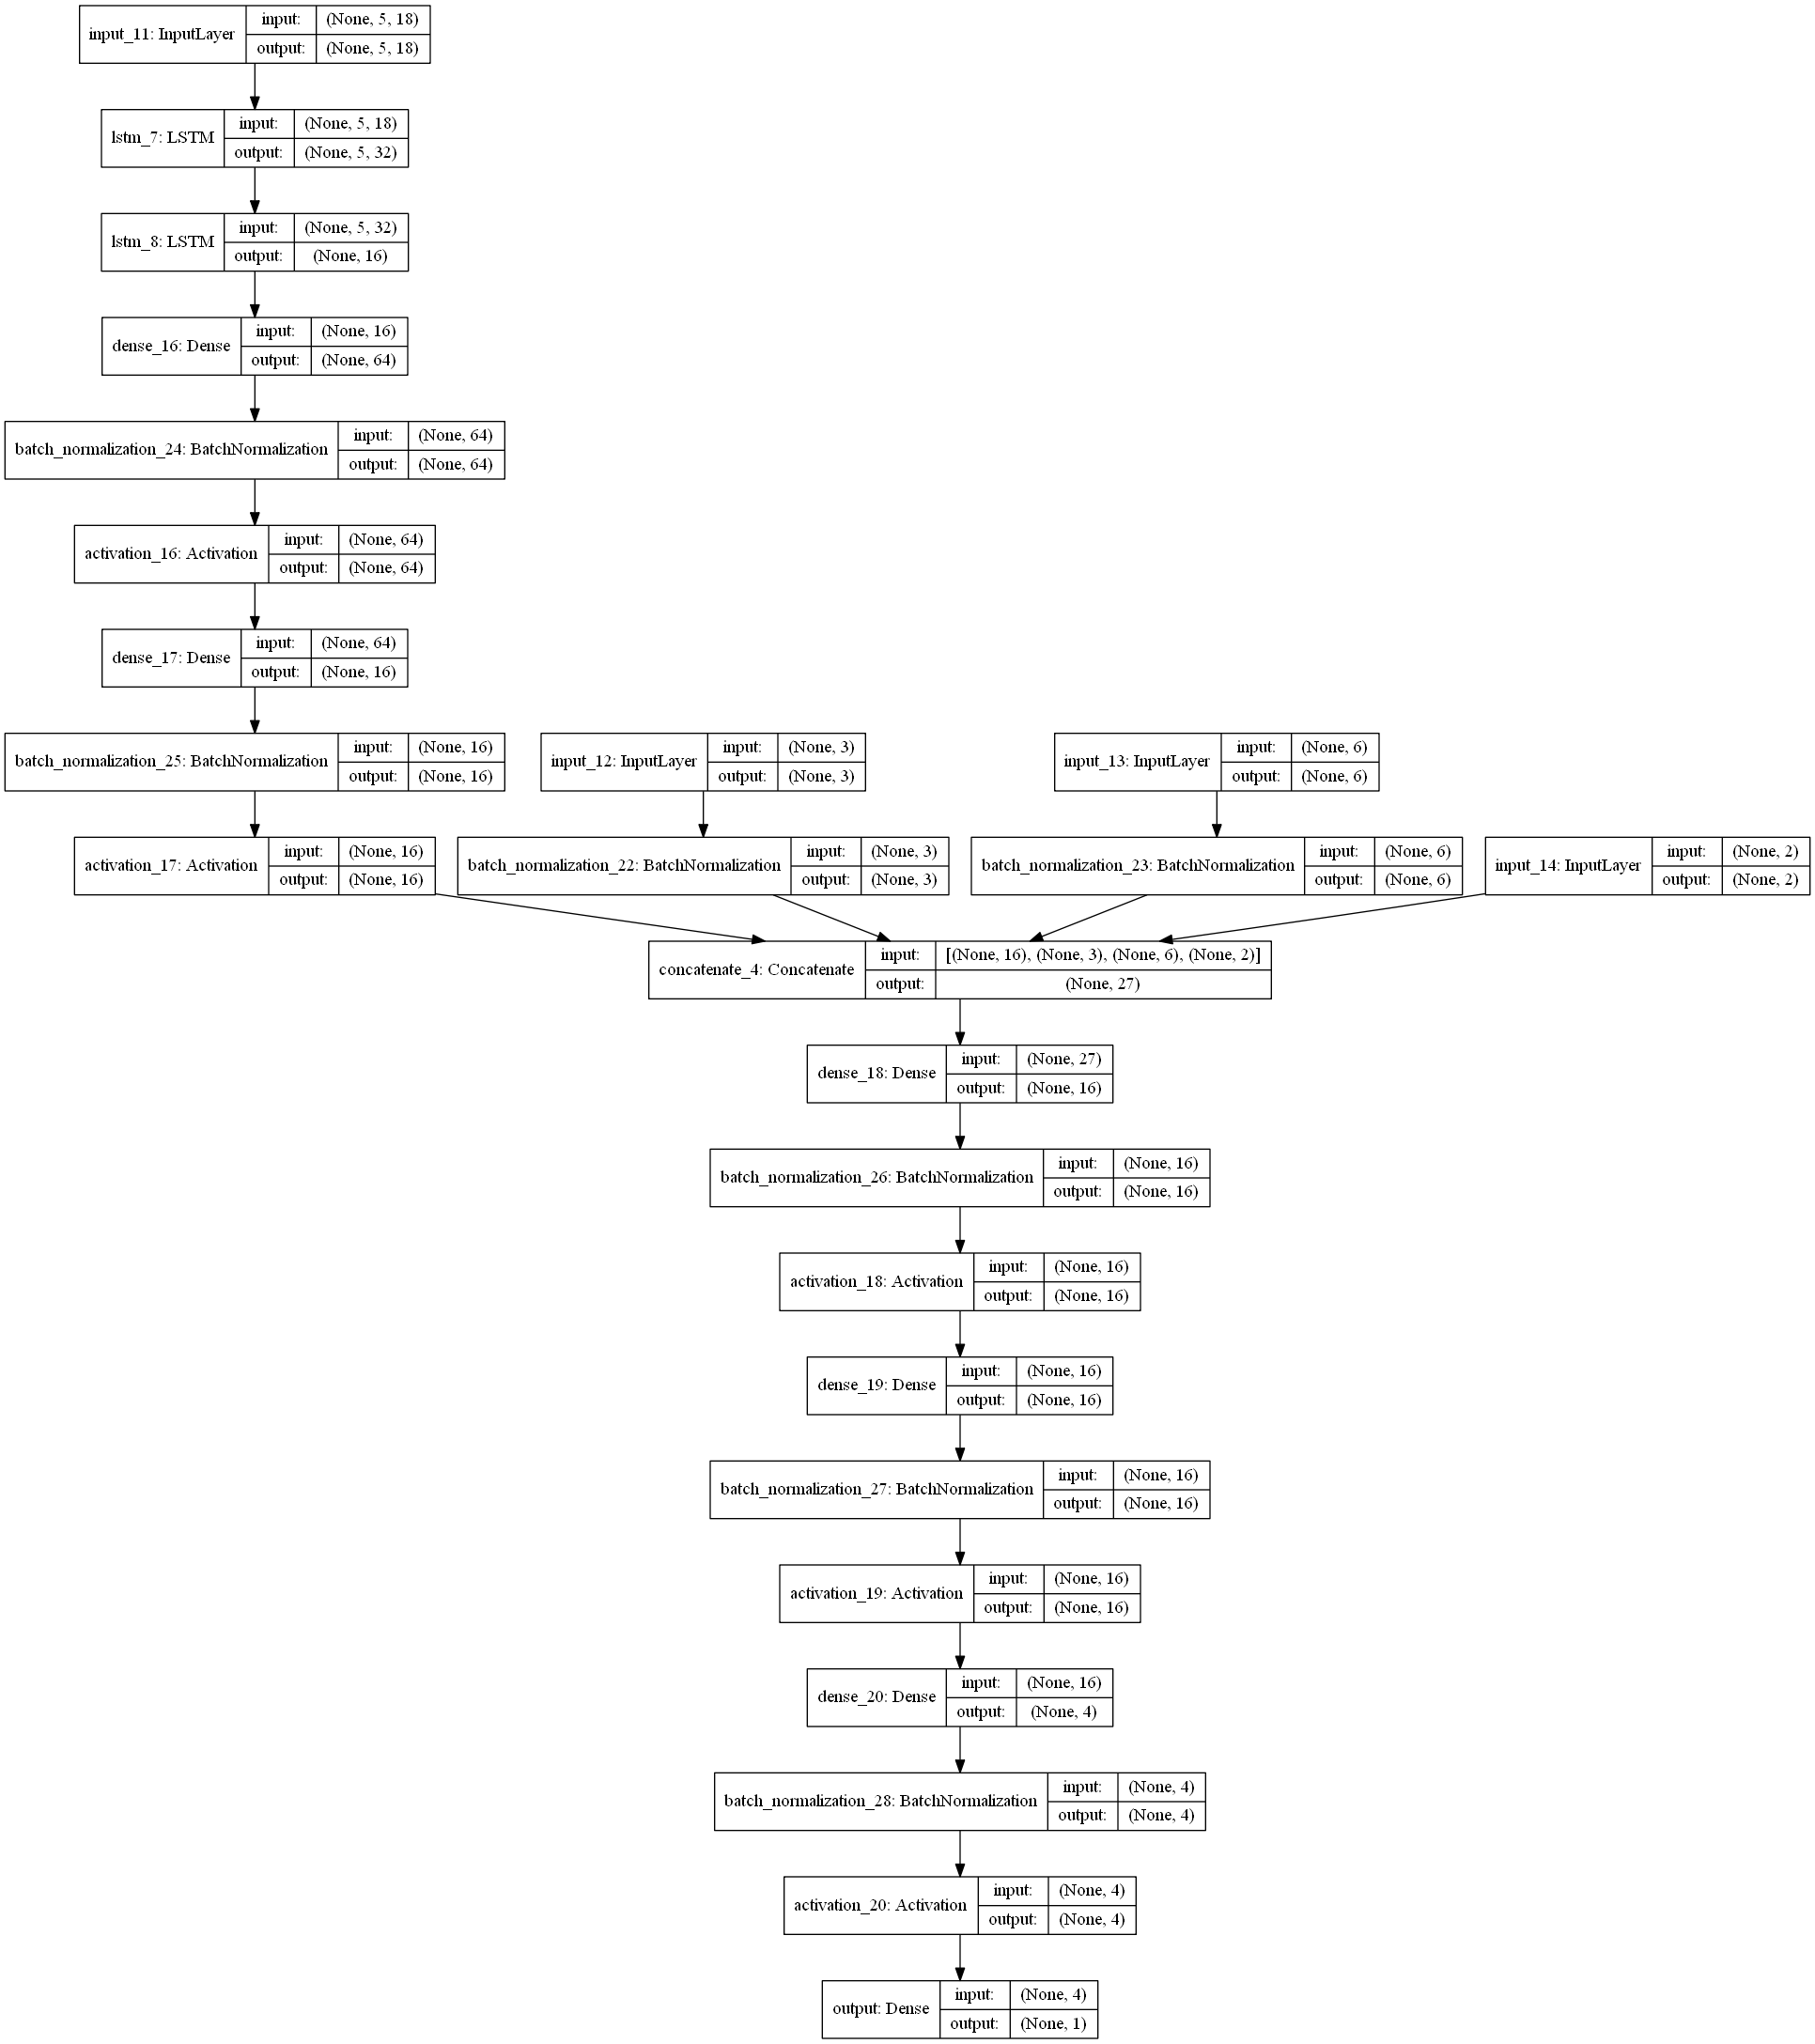 input_11: InputLayer
input: (None, 5, 18)
output: (None, 5, 18)
lstm_7: LSTM
input: (None, 5, 18)
output: (None, 5, 32)
lstm_8: LSTM
input: (None, 5, 32)
output: (None, 16)
dense_16: Dense
input: (None, 16)
output: (None, 64)
batch_normalization_24: BatchNormalization
input: (None, 64)
output: (None, 64)
activation_16: Activation
input: (None, 64)
output: (None, 64)
dense_17: Dense
input: (None, 64)
output: (None, 16)
batch_normalization_25: BatchNormalization
input: (None, 16)
output: (None, 16)
input_12: InputLayer
input: (None, 3)
output: (None, 3)
input_13: InputLayer
input: (None, 6)
output: (None, 6)
activation_17: Activation
input: (None, 16)
output: (None, 16)
batch_normalization_22: BatchNormalization
input: (None, 3)
output: (None, 3)
batch_normalization_23: BatchNormalization
input: (None, 6)
output: (None, 6)
input_14: InputLayer
input: (None, 2)
output: (None, 2)
concatenate_4: Concatenate
input: [(None, 16), (None, 3), (None, 6), (None, 2)]
output: (None, 27)
dense_18: Dense
input: (None, 27)
output: (None, 16)
batch_normalization_26: BatchNormalization
input: (None, 16)
output: (None, 16)
activation_18: Activation
input: (None, 16)
output: (None, 16)
dense_19: Dense
input: (None, 16)
output: (None, 16)
batch_normalization_27: BatchNormalization
input: (None, 16)
output: (None, 16)
activation_19: Activation
input: (None, 16)
output: (None, 16)
dense_20: Dense
input: (None, 16)
output: (None, 4)
batch_normalization_28: BatchNormalization
input: (None, 4)
output: (None, 4)
activation_20: Activation
input: (None, 4)
output: (None, 4)
output: Dense
input: (None, 4)
output: (None, 1)